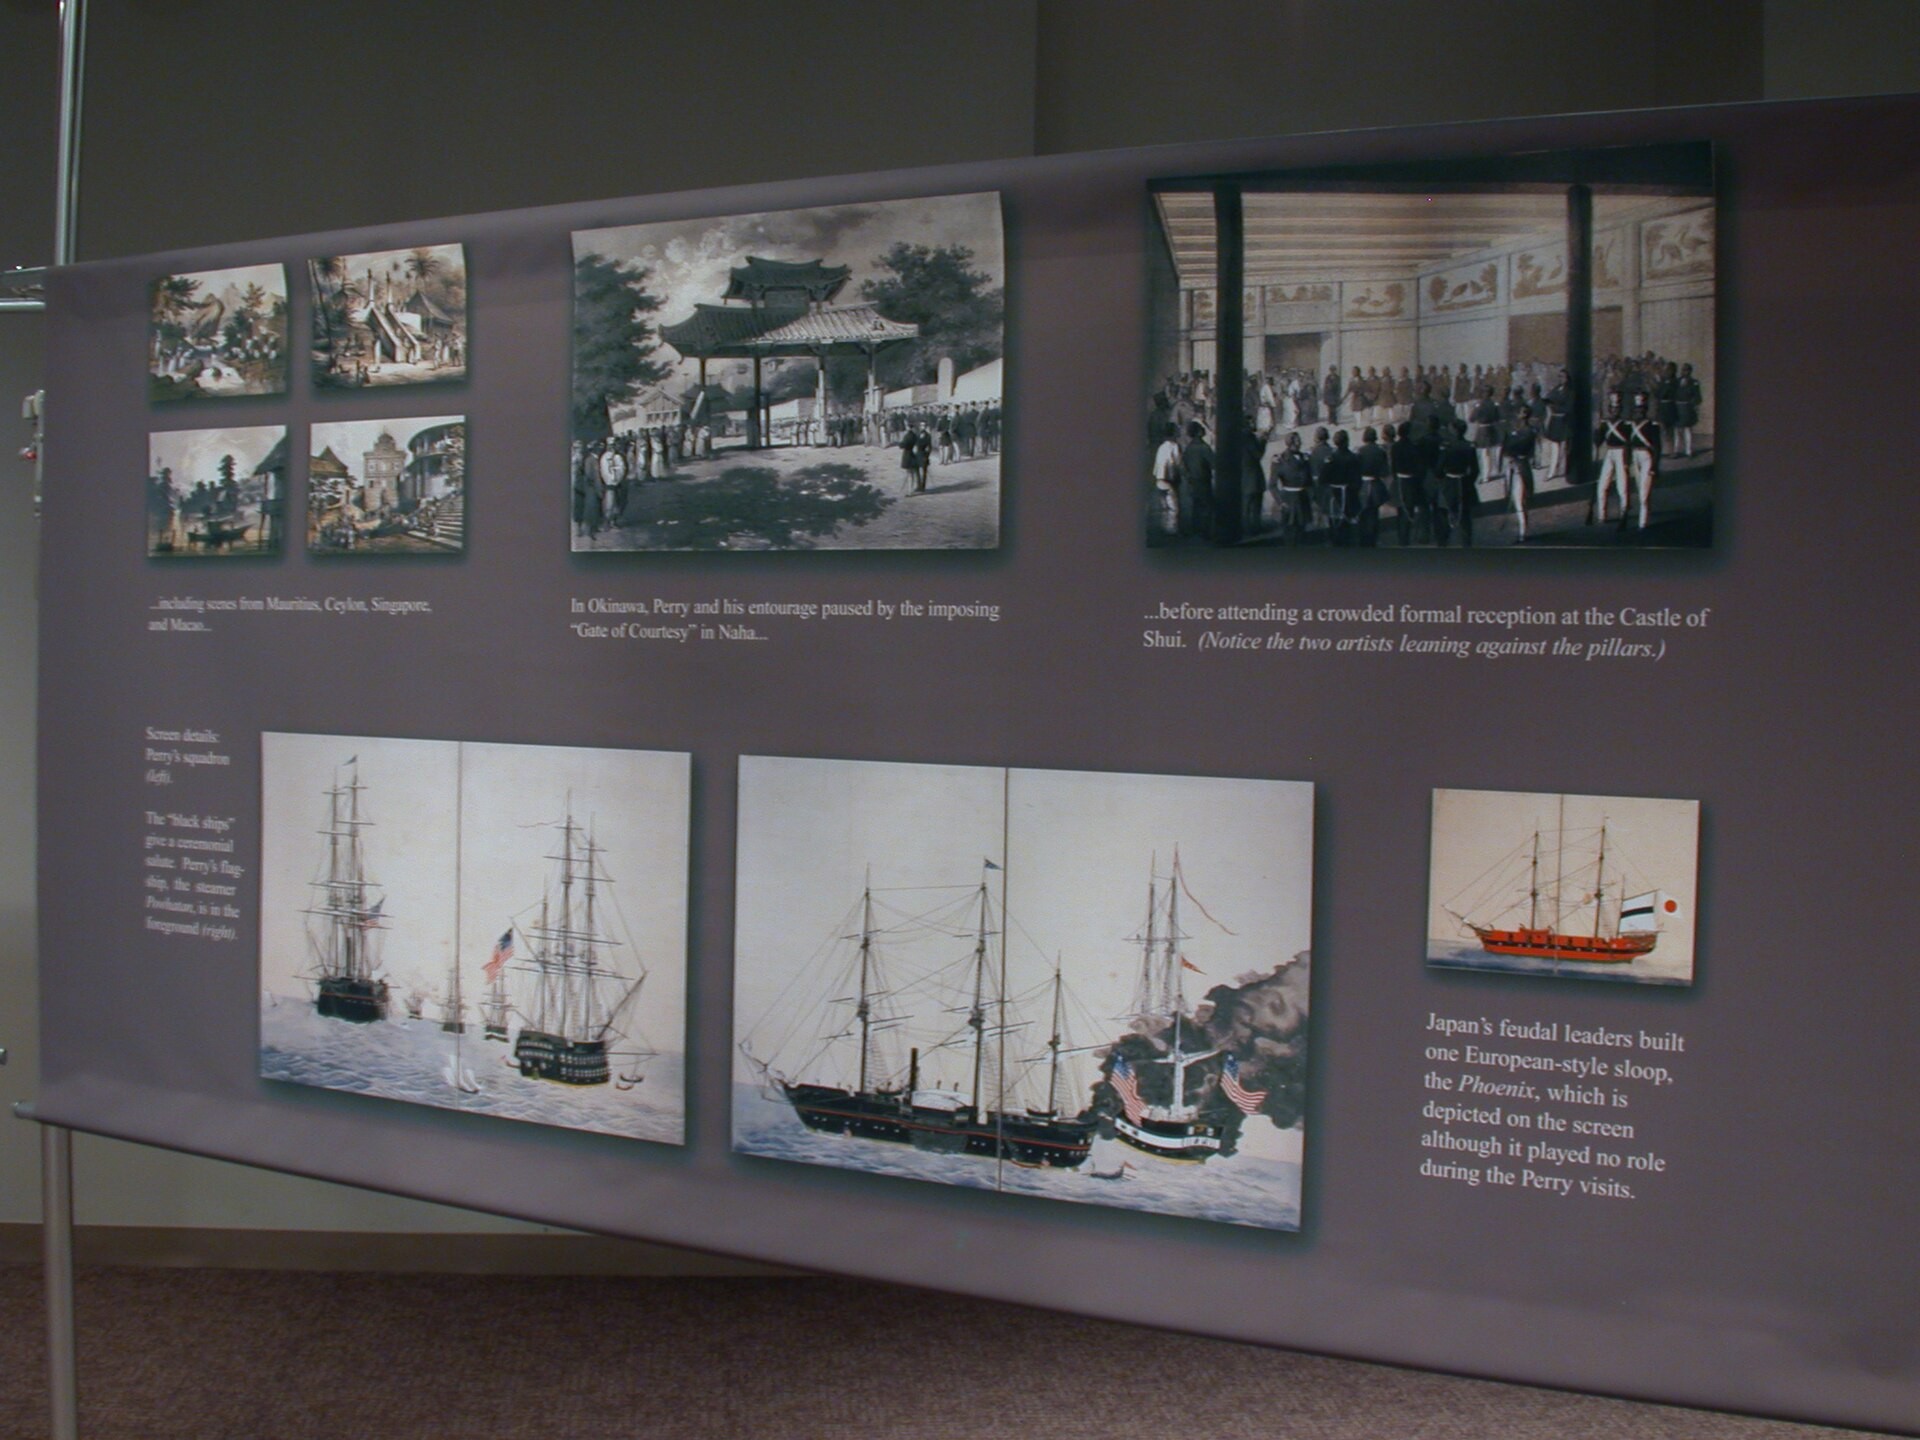 ...including scenes from Mauritius, Ceylon, Singapore,
and Macao...
In Okinawa, Perry and his entourage paused by the imposing
“Gate of Courtesy” in Naha...
...before attending a crowded formal reception at the Castle of
Shui. (Notice the two artists leaning against the pillars.)
Screen details:
Perry’s squadron
(left).
The “black ships”
give a ceremonial
salute. Perry’s flag-
ship, the steamer
Powhatan, is in the
foreground (right).
Japan’s feudal leaders built
one European-style sloop,
the Phoenix, which is
depicted on the screen
although it played no role
during the Perry visits.